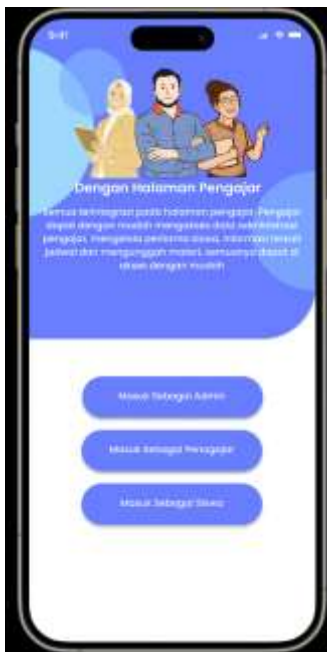 9:41
Dengan Halaman Pengajar
Semua terintegrasi pada halaman pengajar. Pengajar
dapat dengan mudah mengakses data
pengajar, mengelola performa siswa, informasi terkait
jadwal dan mengunggah materi, semuanya dapat di
akses dengan mudah
Masuk Sebagai Admin
Masuk Sebagai Penagajar
Masuk Sebagai Siswa